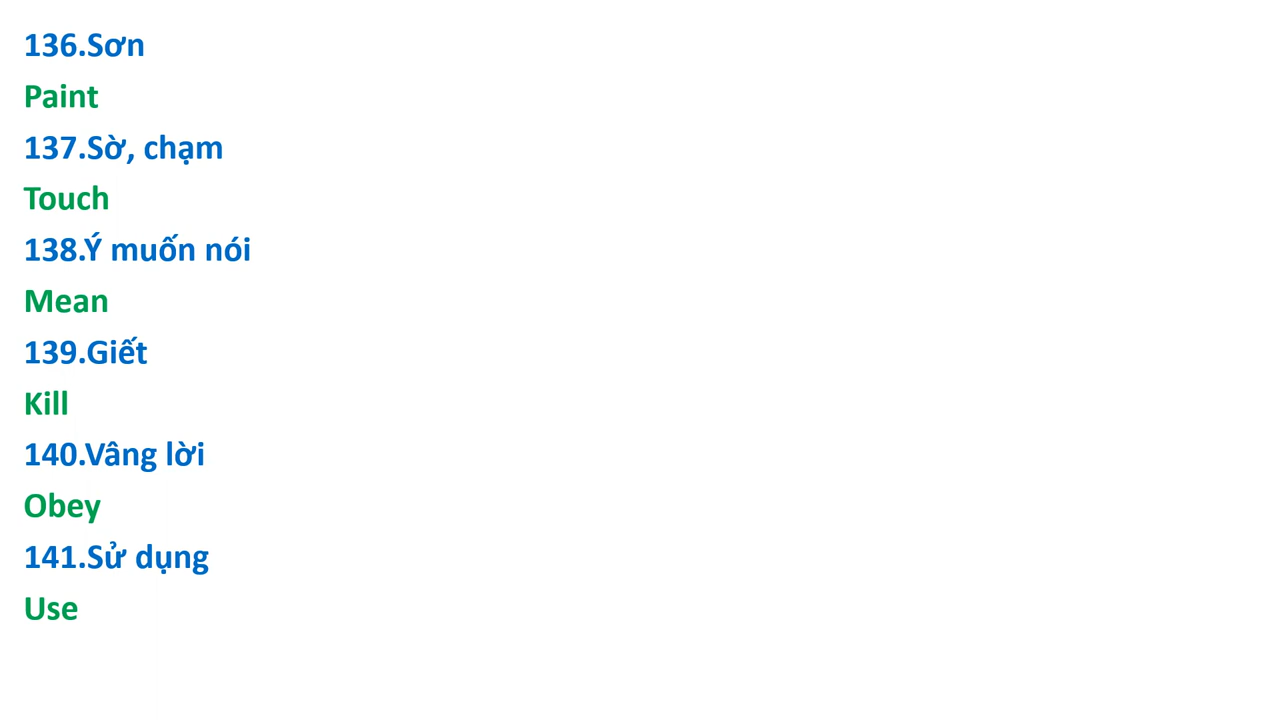 136.Sơn
Paint
137.Sờ, chạm
Touch
138.Ý muốn nói
Mean
139.Giết
Kill
140.Vâng lời
Obey
141.Sử dụng
Use